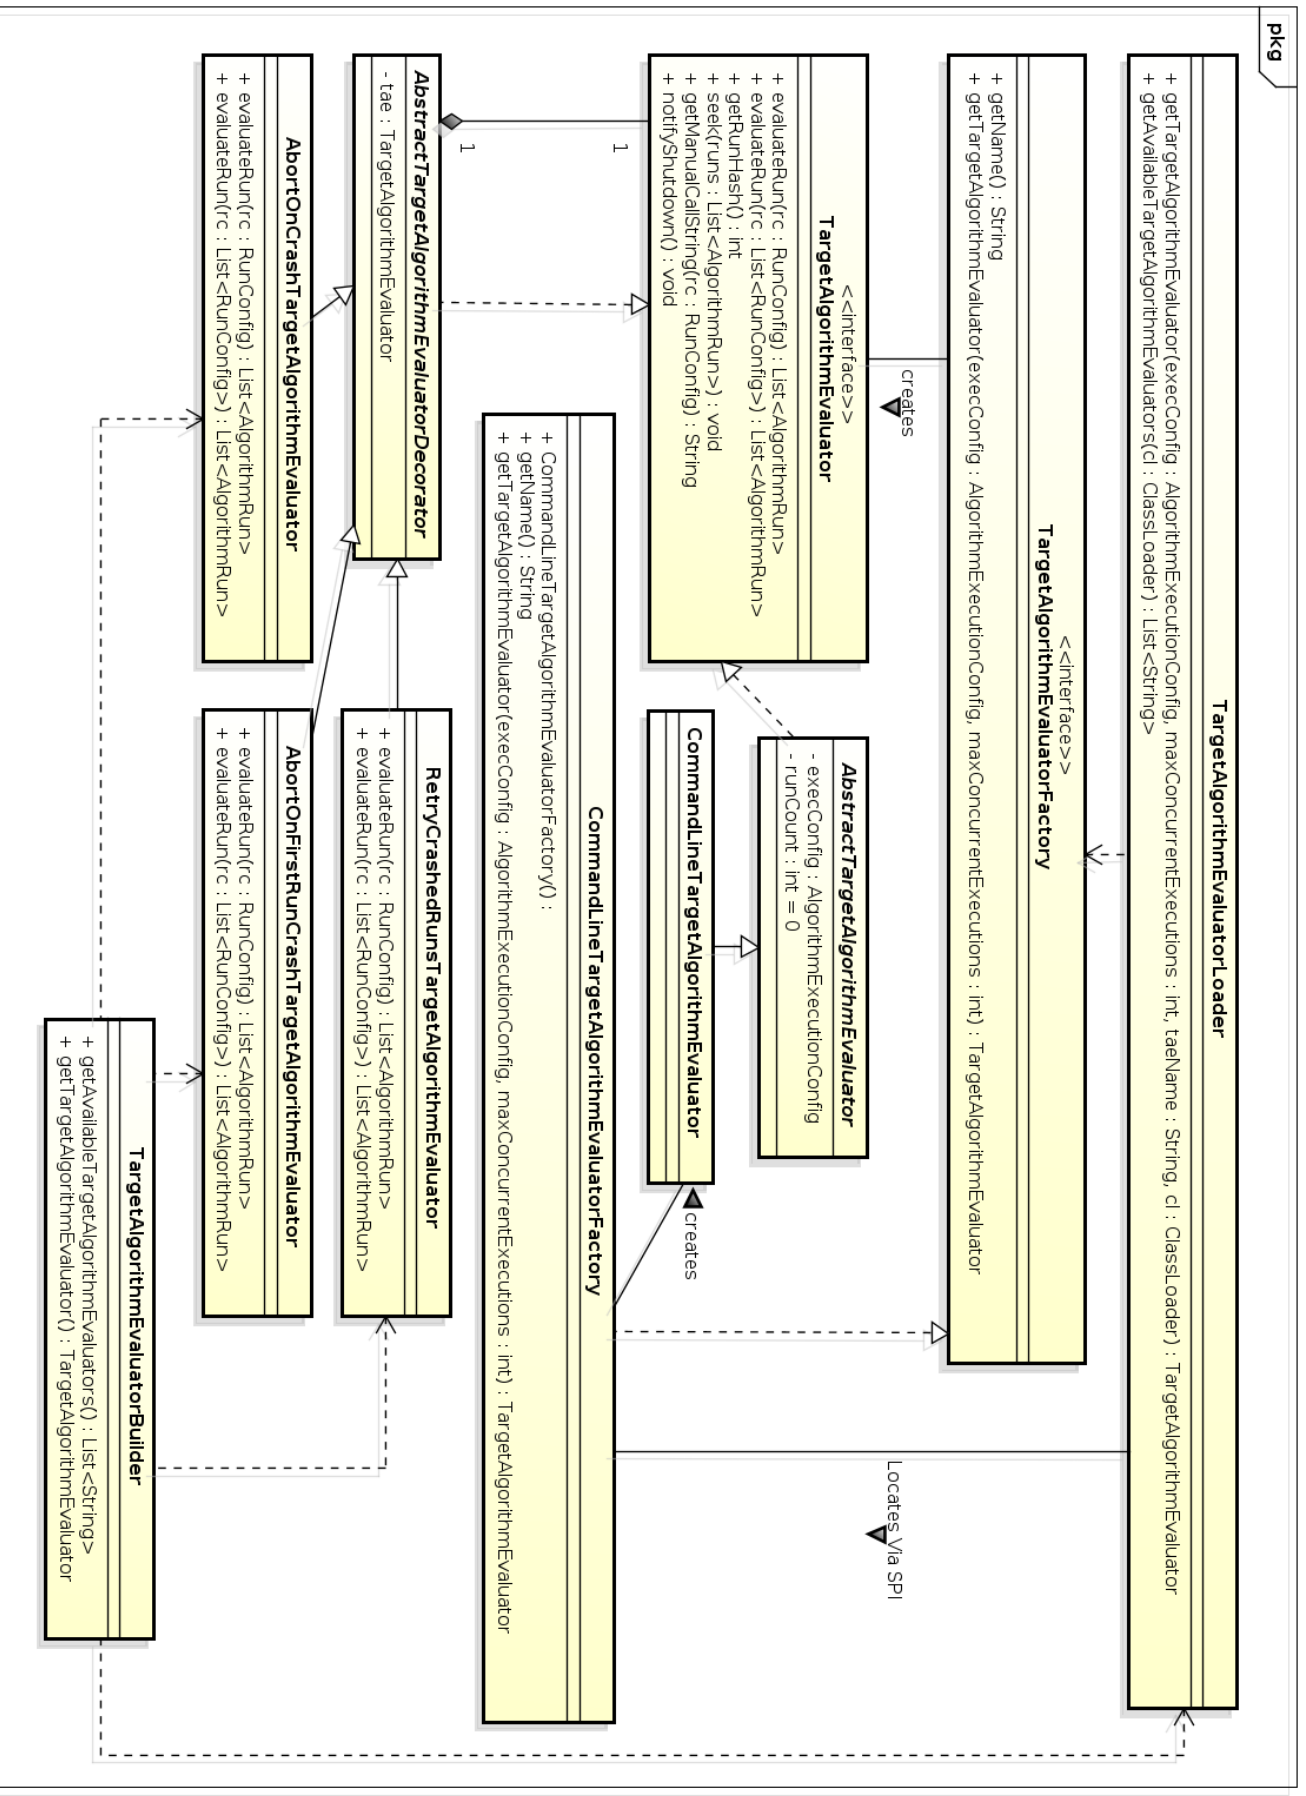 pkg
TargetAlgorithmEvaluatorLoader
+ getTargetAlgorithmEvaluator(execConfig : AlgorithmExecutionConfig, maxConcurrentExecutions : int, taeName : String, cl : ClassLoader) : TargetAlgorithmEvaluator
+ getAvailableTargetAlgorithmEvaluators(cl : ClassLoader) : List<String>
<<interface>>
TargetAlgorithmEvaluatorFactory
+ getName() : String
+ getTargetAlgorithmEvaluator(execConfig : AlgorithmExecutionConfig, maxConcurrentExecutions : int) : TargetAlgorithmEvaluator
creates
Locates Via SPI
<<interface>>
TargetAlgorithmEvaluator
+ evaluateRun(rc : RunConfig) : List<AlgorithmRun>
+ evaluateRun(rc : List<RunConfig>) : List<AlgorithmRun>
+ getRunHash() : int
+ seek(runs : List<AlgorithmRun>) : void
+ getManualCallString(rc : RunConfig) : String
+ notifyShutdown() : void
AbstractTargetAlgorithmEvaluator
- execConfig : AlgorithmExecutionConfig
- runCount : int = 0
CommandLineTargetAlgorithmEvaluator
creates
1
1
CommandLineTargetAlgorithmEvaluatorFactory
+ CommandLineTargetAlgorithmEvaluatorFactory() :
+ getName() : String
+ getTargetAlgorithmEvaluator(execConfig : AlgorithmExecutionConfig, maxConcurrentExecutions : int) : TargetAlgorithmEvaluator
AbstractTargetAlgorithmEvaluatorDecorator
- tae : TargetAlgorithmEvaluator
RetryCrashedRunsTargetAlgorithmEvaluator
+ evaluateRun(rc : RunConfig) : List<AlgorithmRun>
+ evaluateRun(rc : List<RunConfig>) : List<AlgorithmRun>
AbortOnCrashTargetAlgorithmEvaluator
+ evaluateRun(rc : RunConfig) : List<AlgorithmRun>
+ evaluateRun(rc : List<RunConfig>) : List<AlgorithmRun>
AbortOnFirstRunCrashTargetAlgorithmEvaluator
+ evaluateRun(rc : RunConfig) : List<AlgorithmRun>
+ evaluateRun(rc : List<RunConfig>) : List<AlgorithmRun>
TargetAlgorithmEvaluatorBuilder
+ getAvailableTargetAlgorithmEvaluators() : List<String>
+ getTargetAlgorithmEvaluator() : TargetAlgorithmEvaluator